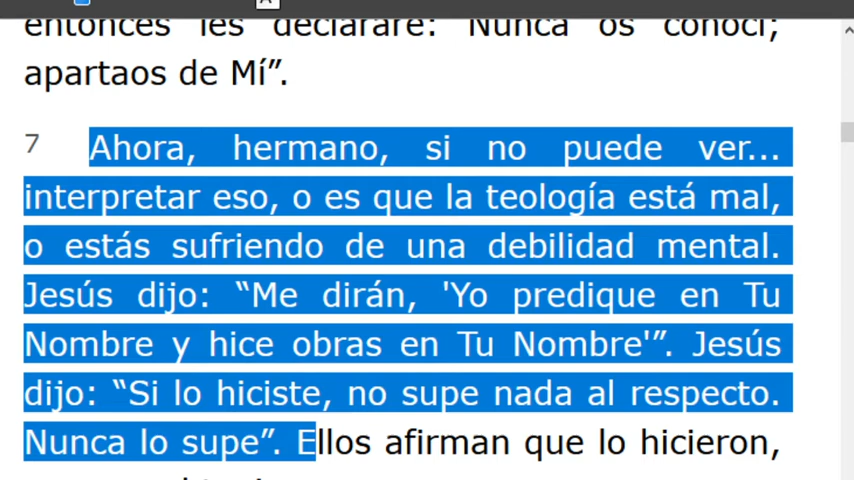 entonces les declararé: Nunca os conocí;
apartaos de Mí”.
7 Ahora, hermano, si no puede ver...
interpretar eso, o es que la teología está mal,
o estás sufriendo de una debilidad mental.
Jesús dijo: “Me dirán, 'Yo predique en Tu
Nombre y hice obras en Tu Nombre'”. Jesús
dijo: “Si lo hiciste, no supe nada al respecto.
Nunca lo supe”. Ellos afirman que lo hicieron,